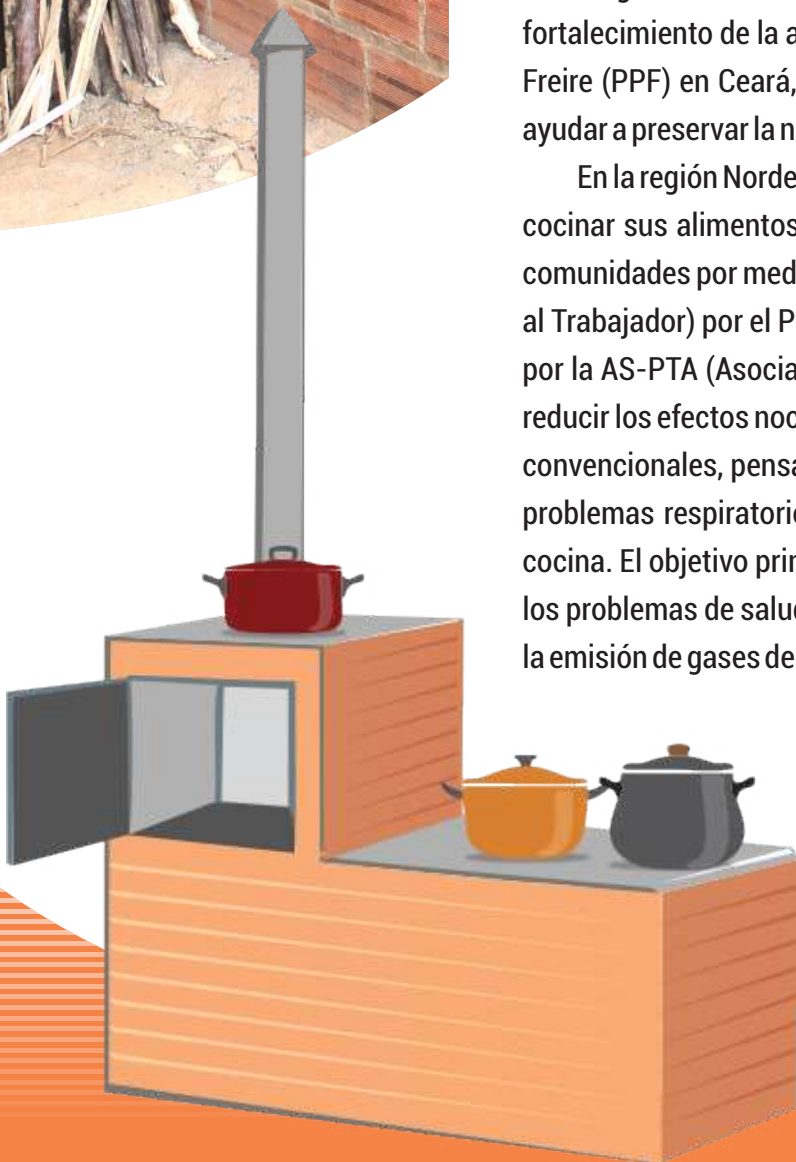 fortalecimiento de la a
Freire (PPF) en Ceará,
ayudar a preservar la n
En la región Norde
cocinar sus alimentos
comunidades por med
al Trabajador) por el P
por la AS-PTA (Asocia
reducir los efectos noc
convencionales, pensa
problemas respiratorio
cocina. El objetivo prin
los problemas de salud
la emisión de gases de